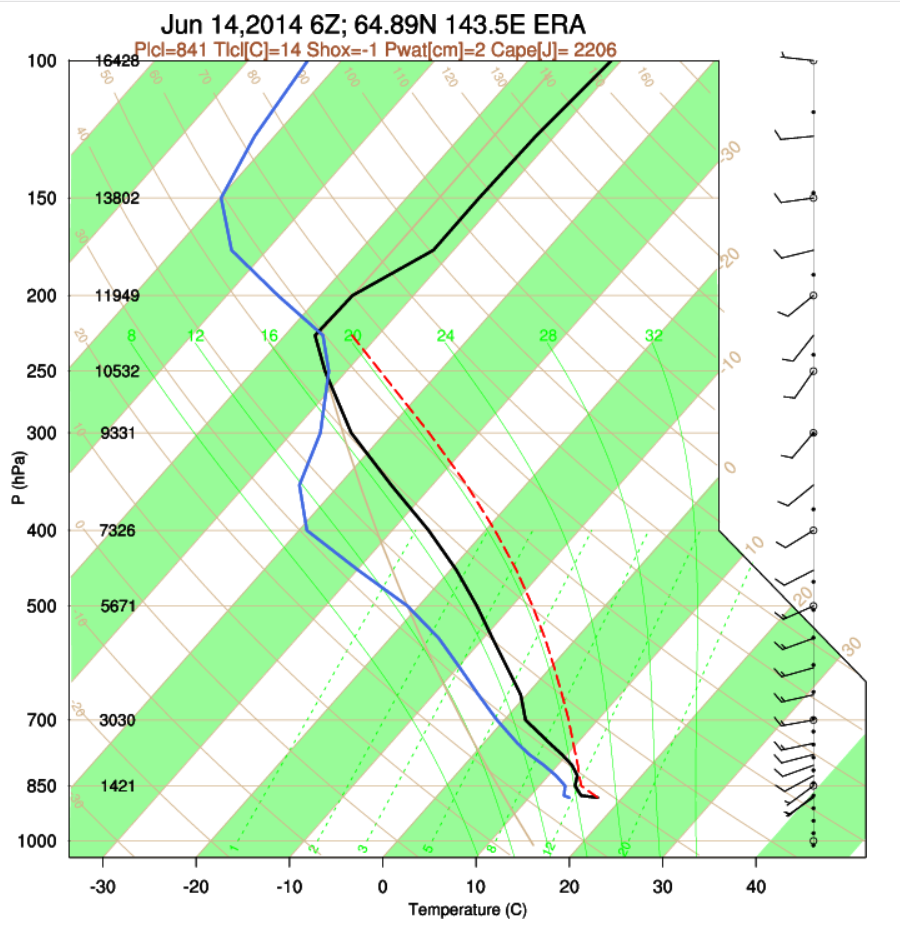 Jun 14,2014 6Z; 64.89N 143.5E ERA
Plcl=841 Tlcl[C]=14 Shox=-1 Pwat[cm]=2 Cape[J]= 2206
100 16428 50 60 70 80 90 100 110 120 130 160
40
-30
150 13802
30
-20
200 11949
20 8 12 16 20 24 28 32
-10
250 10532
10 300 9331
0
P (hPa)
0 400 7326
10
500 5671 20
-10
30
-20 700 3030
850 1421
-30
1000 1 2 3 5 8 12 20
-30 -20 -10 0 10 20 30 40
Temperature (C)